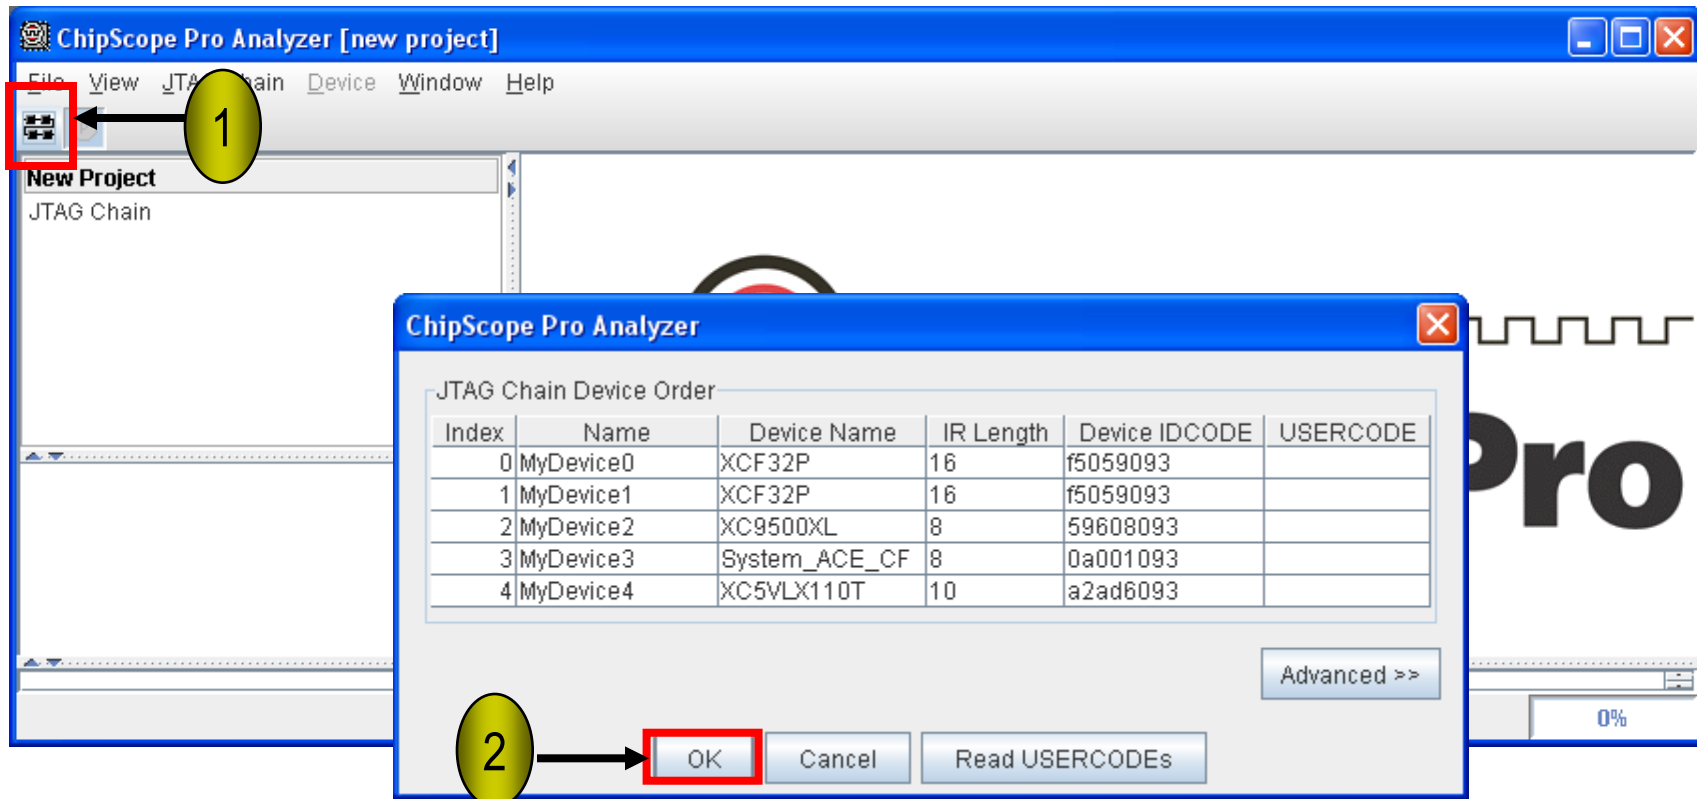 ChipScope Pro Analyzer [new project]
File View JTAG Chain Device Window Help
1
New Project
JTAG Chain
ChipScope Pro Analyzer
JTAG Chain Device Order
Index Name Device Name IR Length Device IDCODE USERCODE
0 MyDevice0 XCF32P 16 f5059093
1 MyDevice1 XCF32P 16 f5059093
2 MyDevice2 XC9500XL 8 59608093
3 MyDevice3 System_ACE_CF 8 0a001093
4 MyDevice4 XC5VLX110T 10 a2ad6093
Pro
Advanced >>
0%
2
OK Cancel Read USERCODEs